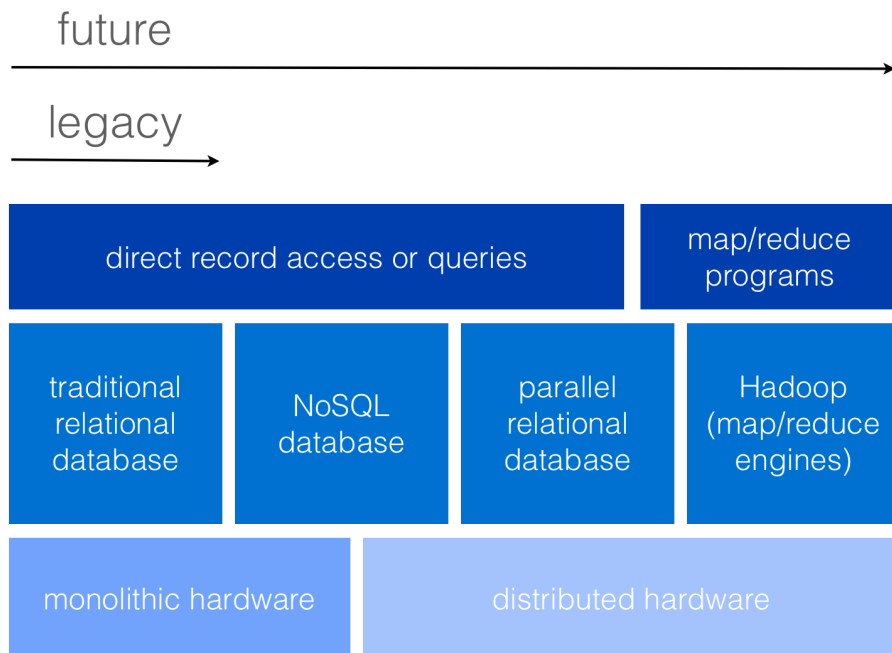 future
legacy
direct record access or queries
map/reduce
programs
traditional
relational
database
NoSQL
database
parallel
relational
database
Hadoop
(map/reduce
engines)
monolithic hardware
distributed hardware